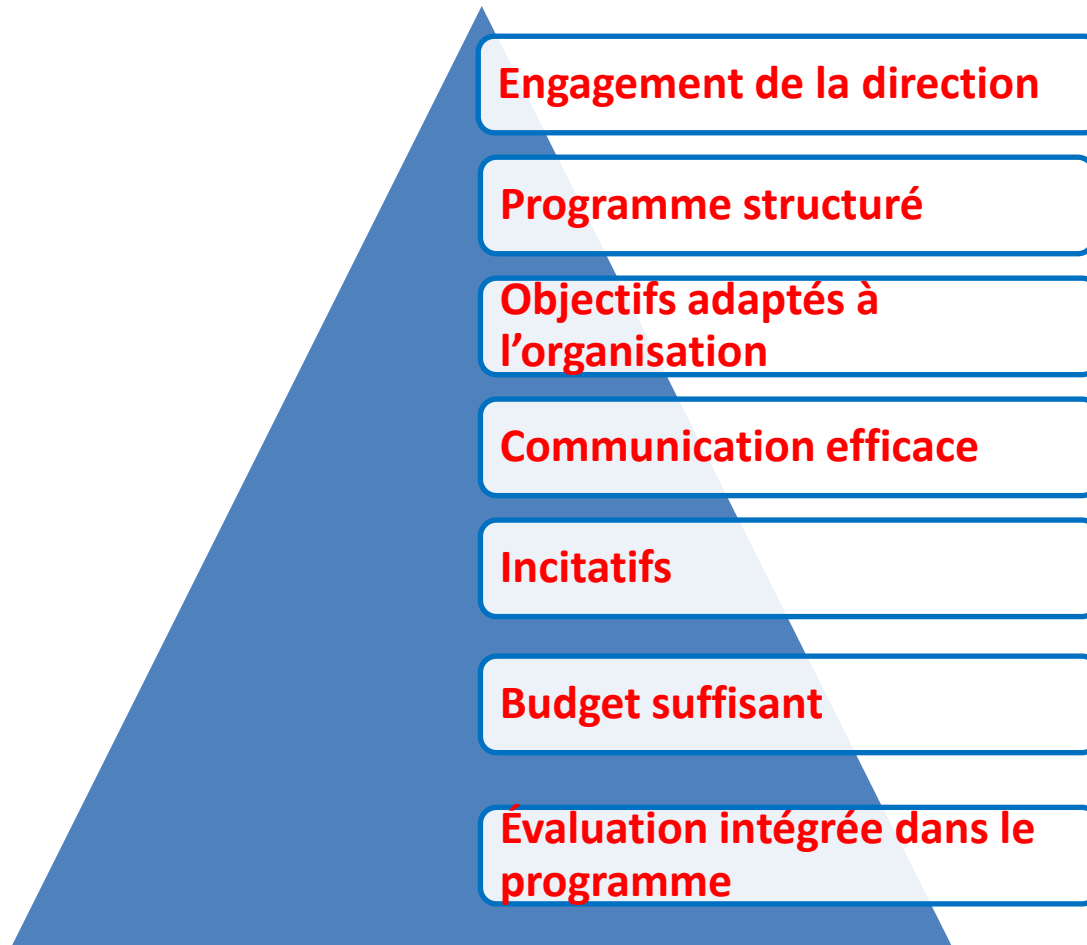 Engagement de la direction
Programme structuré
Objectifs adaptés à
l’organisation
Communication efficace
Incitatifs
Budget suffisant
Évaluation intégrée dans le
programme